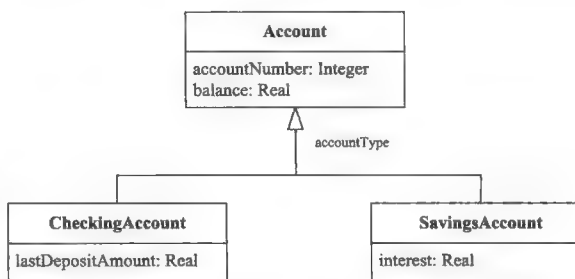 Account
accountNumber: Integer
balance: Real
accountType
CheckingAccount
lastDepositAmount: Real
SavingsAccount
interest: Real